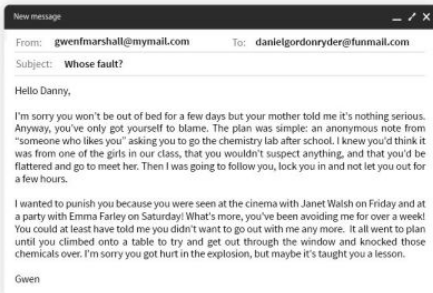 New message
From: gwenfmarshall@mymail.com To: danielgordonryder@funmail.com
Subject: Whose fault?
Hello Danny,
I'm sorry you won't be out of bed for a few days but your mother told me it's nothing serious.
Anyway, you've only got yourself to blame. The plan was simple: an anonymous note from
"someone who likes you" asking you to go the chemistry lab after school. I knew you'd think it
was from one of the girls in our class, that you wouldn't suspect anything, and that you'd be
flattered and go to meet her. Then I was going to follow you, lock you in and not let you out for
a few hours.
I wanted to punish you because you were seen at the cinema with Janet Walsh on Friday and at
a party with Emma Farley on Saturday! What's more, you've been avoiding me for over a week!
You could at least have told me you didn't want to go out with me any more. It all went to plan
until you climbed onto a table to try and get out through the window and knocked those
chemicals over. I'm sorry you got hurt in the explosion, but maybe it's taught you a lesson.
Gwen